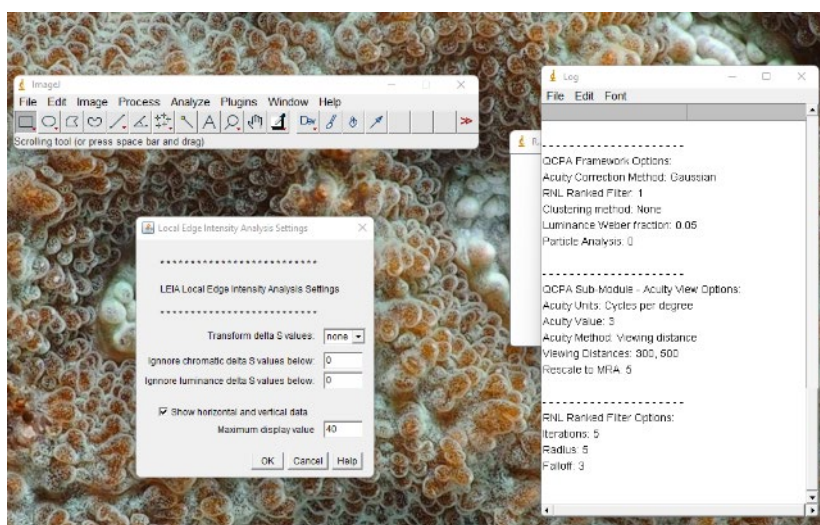 ImageJ
File Edit Image Process Analyze Plugins Window Help
A Dev
Scrolling tool (or press space bar and drag)
Local Edge Intensity Analysis Settings
* * * * * * * * * * * * * * * * * * * * * * * * *
LEIA Local Edge Intensity Analysis Settings
* * * * * * * * * * * * * * * * * * * * * * * * *
Transform delta S values: none
Ignnore chromatic delta S values below: 0
Ignnore luminance delta S values below: 0
Show horizontal and vertical data
Maximum display value 40
OK Cancel Help
Log
File Edit Font
- - - - - - - - - - - - - - - - - - - - - -
QCPA Framework Options:
Acuity Correction Method: Gaussian
RNL Ranked Filter: 1
Clustering method: None
Luminance Weber fraction: 0.05
Particle Analysis: 0
- - - - - - - - - - - - - - - - - - - - - -
QCPA Sub-Module - Acuity View Options:
Acuity Units: Cycles per degree
Acuity Value: 3
Acuity Method: Viewing distance
Viewing Distances: 300, 500
Rescale to MRA: 5
- - - - - - - - - - - - - - - - - - - - - -
RNL Ranked Filter Options:
Iterations: 5
Radius: 5
Falloff: 3